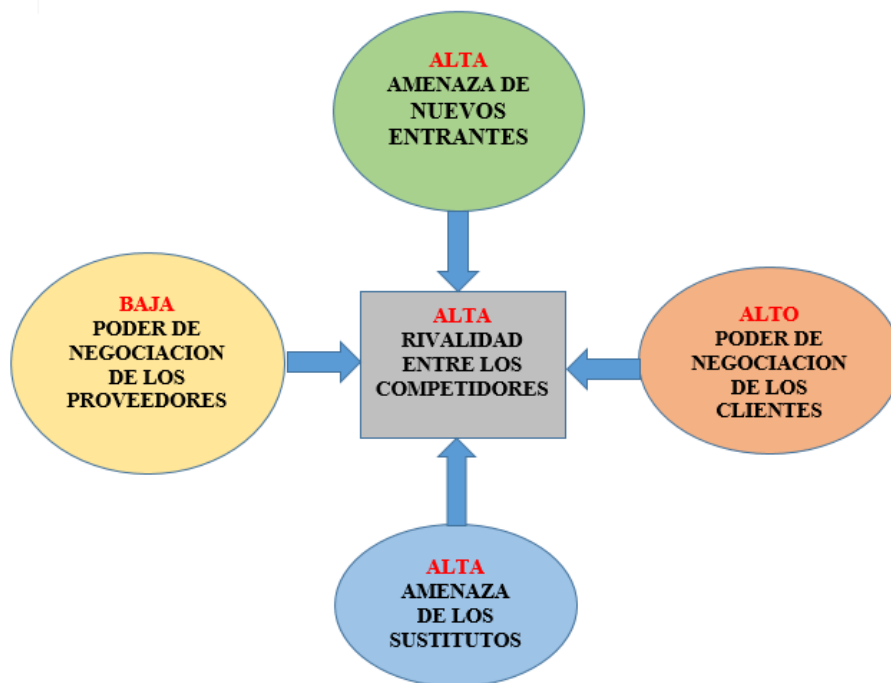 ALTA
AMENAZA DE
NUEVOS
ENTRANTES
BAJA
PODER DE
NEGOCIACION
DE LOS
PROVEEDORES
ALTA
RIVALIDAD
ENTRE LOS
COMPETIDORES
ALTO
PODER DE
NEGOCIACION
DE LOS
CLIENTES
ALTA
AMENAZA
DE LOS
SUSTITUTOS